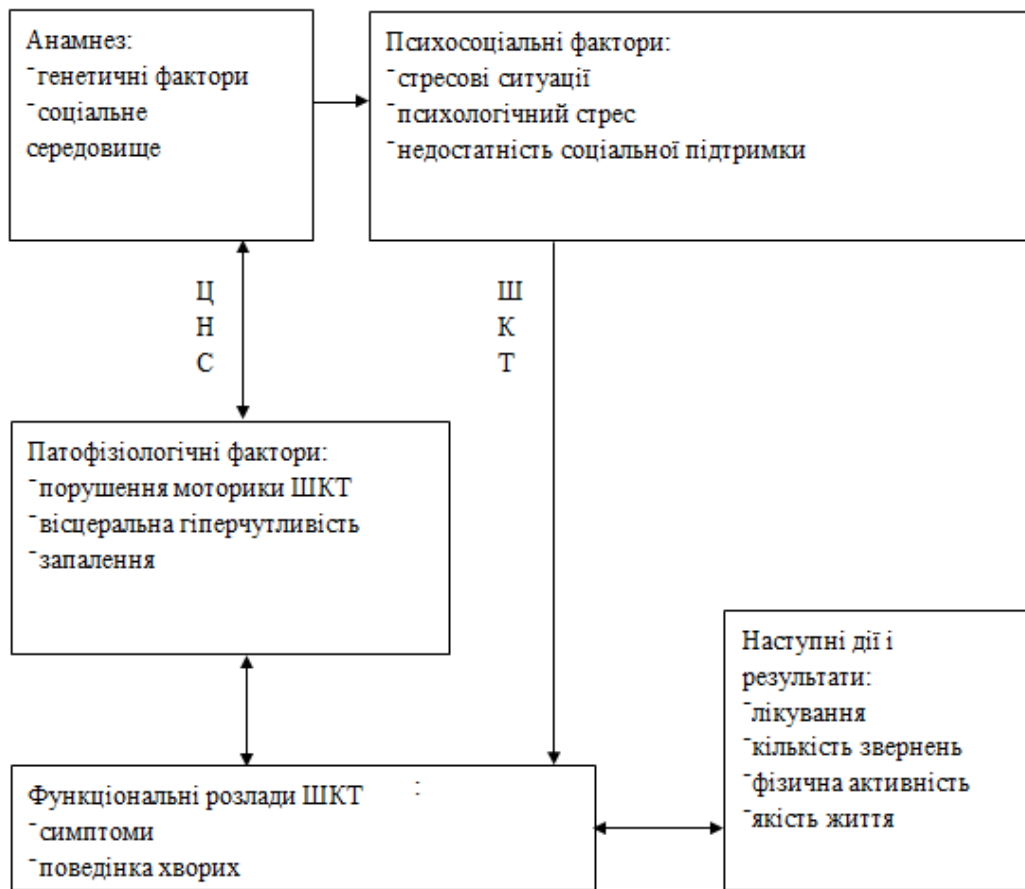 Анамнез:
-генетичні фактори
-соціальне
середовище
Психосоціальні фактори:
-стресові ситуації
-психологічний стрес
-недостатність соціальної підтримки
Ц
Н
С
Ш
К
Т
Патофізіологічні фактори:
-порушення моторики ШКТ
-вісцеральна гіперчутливість
-запалення
Функціональні розлади ШКТ :
-симптоми
-поведінка хворих
Наступні дії і
результати:
-лікування
-кількість звернень
-фізична активність
-якість життя